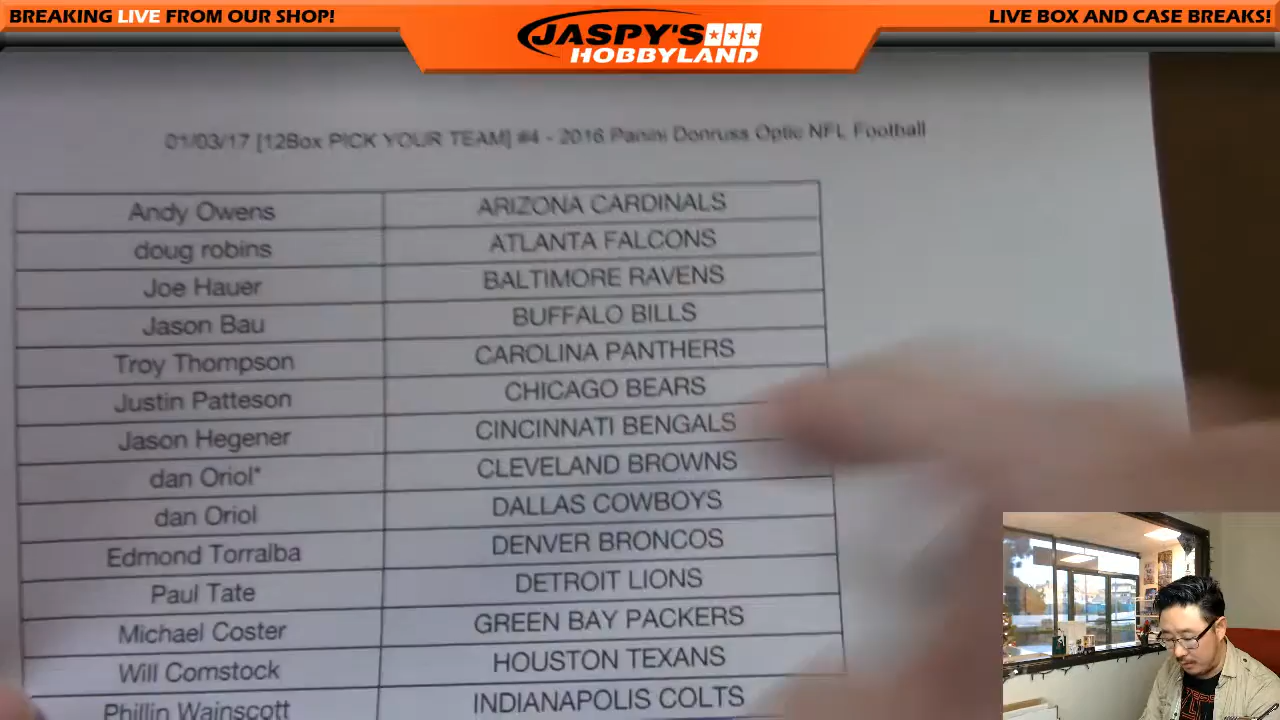 BREAKING LIVE FROM OUR SHOP!
JASPY'S
HOBBYLAND
LIVE BOX AND CASE BREAKS!
01/03/17 [12Box PICK YOUR TEAM] #4 - 2016 Panini Donruss Optic NFL Football
Andy Owens ARIZONA CARDINALS
doug robins ATLANTA FALCONS
Joe Hauer BALTIMORE RAVENS
Jason Bau BUFFALO BILLS
Troy Thompson CAROLINA PANTHERS
Justin Patteson CHICAGO BEARS
Jason Hegener CINCINNATI BENGALS
dan Oriol* CLEVELAND BROWNS
dan Oriol DALLAS COWBOYS
Edmond Torralba DENVER BRONCOS
Paul Tate DETROIT LIONS
Michael Coster GREEN BAY PACKERS
Will Comstock HOUSTON TEXANS
Phillip Wainscott INDIANAPOLIS COLTS